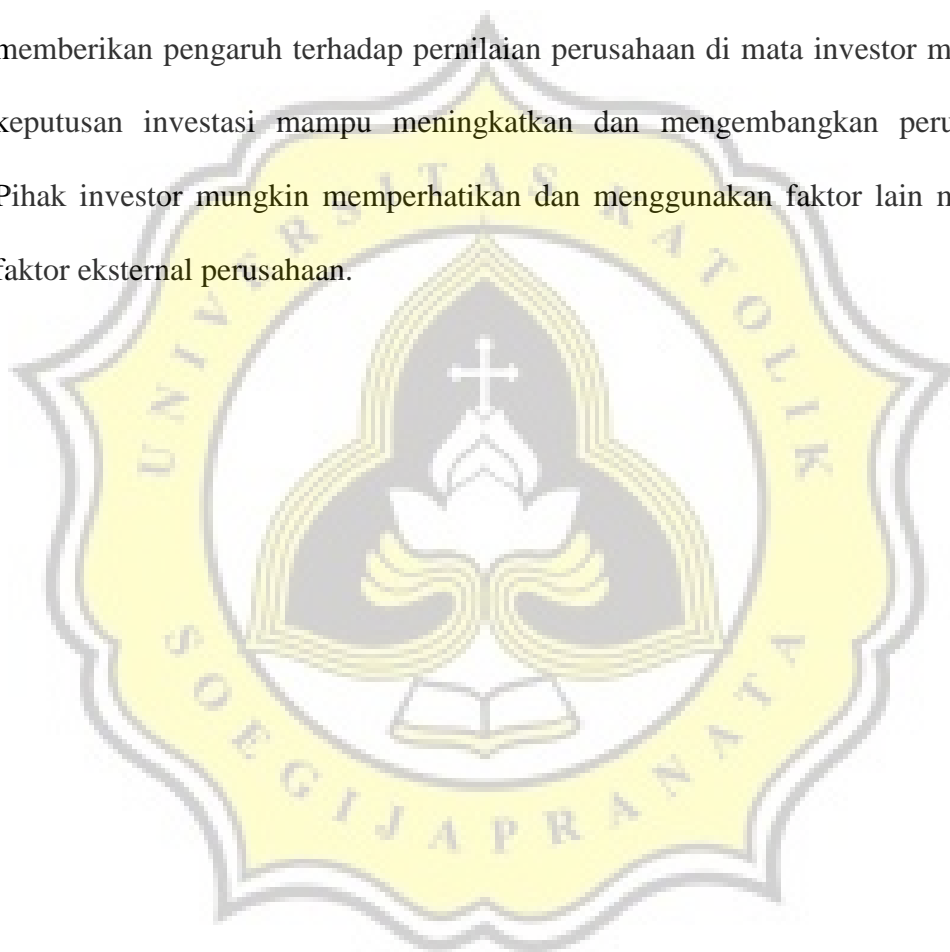 memberikan pengaruh terhadap pernilaian perusahaan di mata investor m
keputusan investasi mampu meningkatkan dan mengembangkan peru
Pihak investor mungkin memperhatikan dan menggunakan faktor lain
faktor eksternal perusahaan.
UNIVERSITAS KATOLIK
SOEGIJAPRANATA